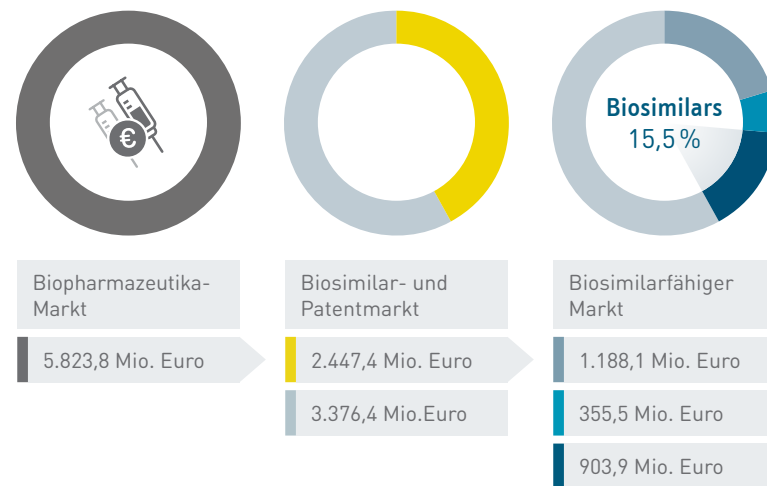 €
Biosimilars
15,5 %
Biopharmazeutika-
Markt
5.823,8 Mio. Euro
Biosimilar- und
Patentmarkt
2.447,4 Mio. Euro
3.376,4 Mio.Euro
Biosimilarfähiger
Markt
1.188,1 Mio. Euro
355,5 Mio. Euro
903,9 Mio. Euro